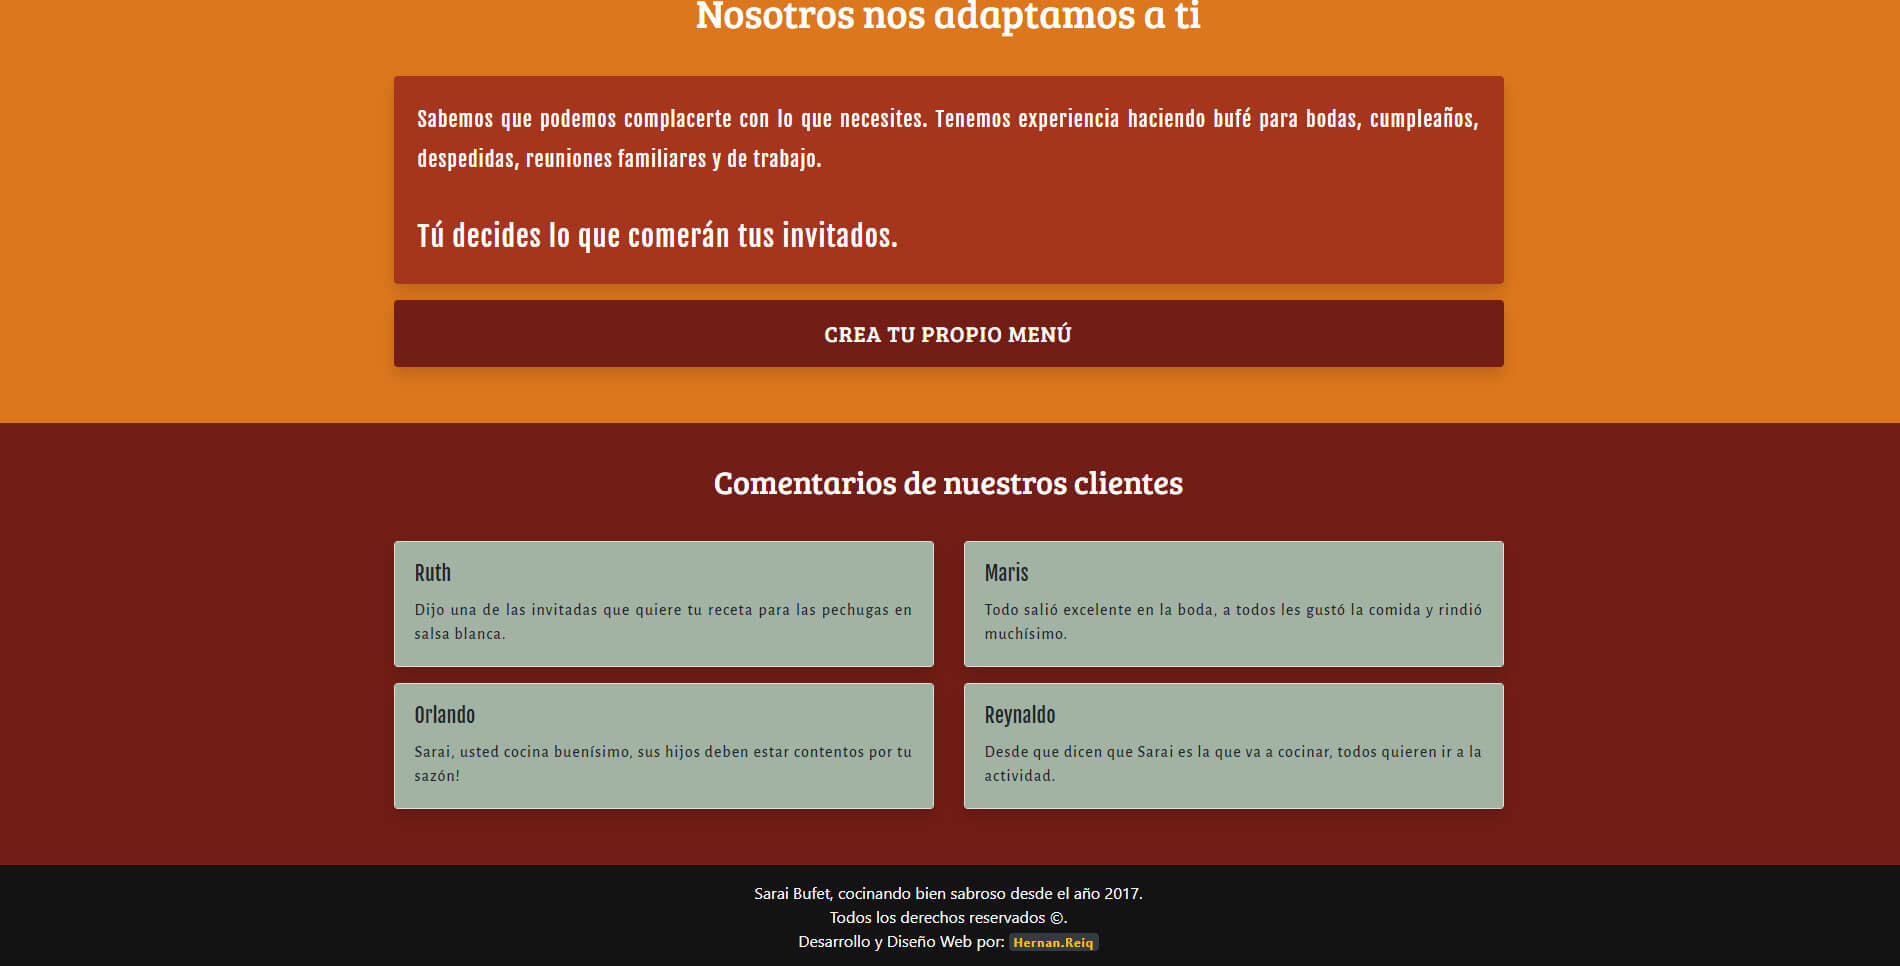 Nosotros nos adaptamos a ti
Sabemos que podemos complacerte con lo que necesites. Tenemos experiencia haciendo bufé para bodas, cumpleaños,
despedidas, reuniones familiares y de trabajo.
Tú decides lo que comerán tus invitados.
CREA TU PROPIO MENÚ
Comentarios de nuestros clientes
Ruth
Dijo una de las invitadas que quiere tu receta para las pechugas en
salsa blanca.
Maris
Todo salió excelente en la boda, a todos les gustó la comida y rindió
muchísimo.
Orlando
Sarai, usted cocina buenísimo, sus hijos deben estar contentos por tu
sazón!
Reynaldo
Desde que dicen que Sarai es la que va a cocinar, todos quieren ir a la
actividad.
Sarai Bufet, cocinando bien sabroso desde el año 2017.
Todos los derechos reservados ©.
Desarrollo y Diseño Web por: Hernan.Reiq